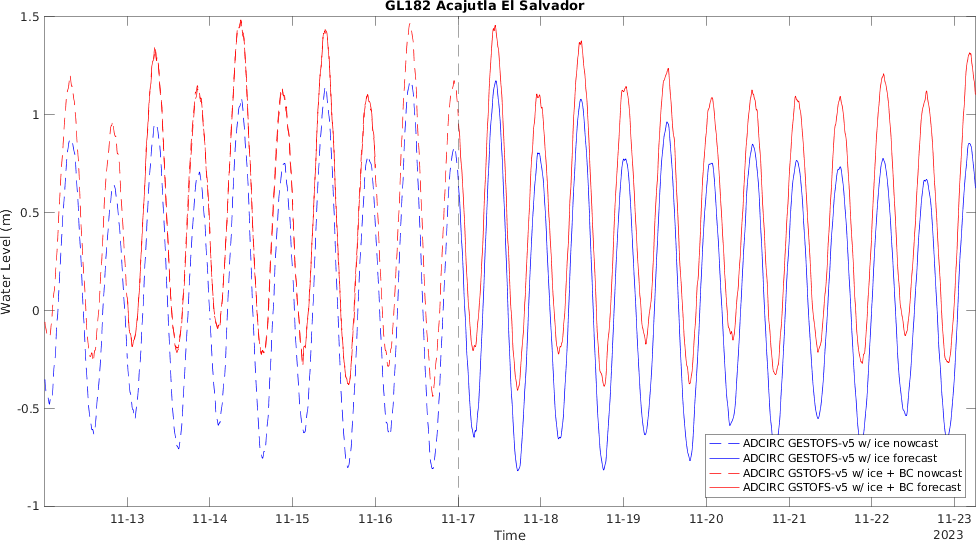 GL182 Acajutla El Salvador
1.5
1
0.5
0
-0.5
-1
Water Level (m)
ADCIRC GESTOFS-v5 w/ ice nowcast
ADCIRC GESTOFS-v5 w/ ice forecast
ADCIRC GSTOFS-v5 w/ ice + BC nowcast
ADCIRC GSTOFS-v5 w/ ice + BC forecast
11-13 11-14 11-15 11-16 11-17 11-18 11-19 11-20 11-21 11-22 11-23
Time
2023